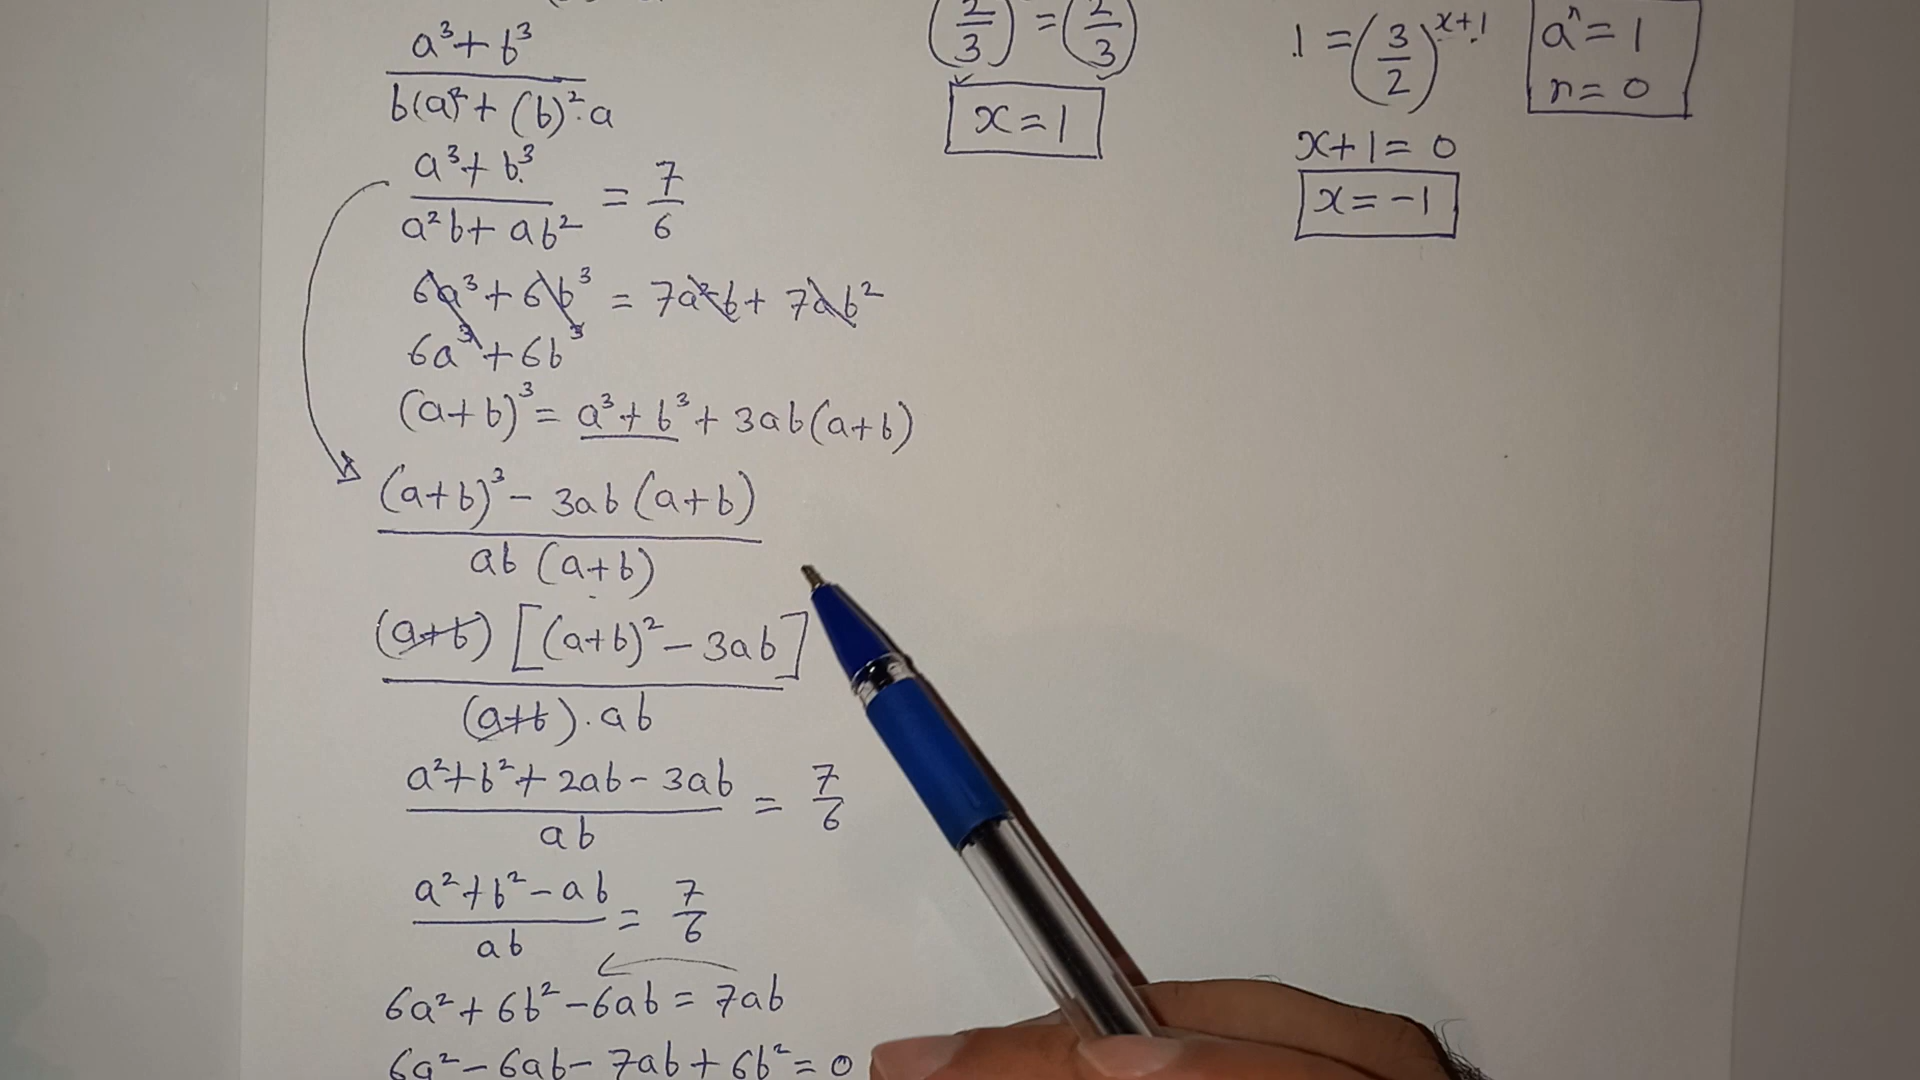 a³+b³
b(a)²+(b)².a
a³+b³ / a²b+ab² = 7/6
6a³+6b³ = 7a²b+7ab²
6a³+6b³
(a+b)³ = a³+b³+3ab(a+b)
(a+b)³-3ab(a+b)
ab(a+b)
(a+b)[(a+b)²-3ab]
(a+b).ab
a²+b²+2ab-3ab / ab = 7/6
a²+b²-ab / ab = 7/6
6a²+6b²-6ab = 7ab
6a²-6ab-7ab+6b² = 0
(2/3) = (2/3)
x=1
1 = (3/2)^x+1
x+1 = 0
x=-1
aⁿ = 1
n = 0